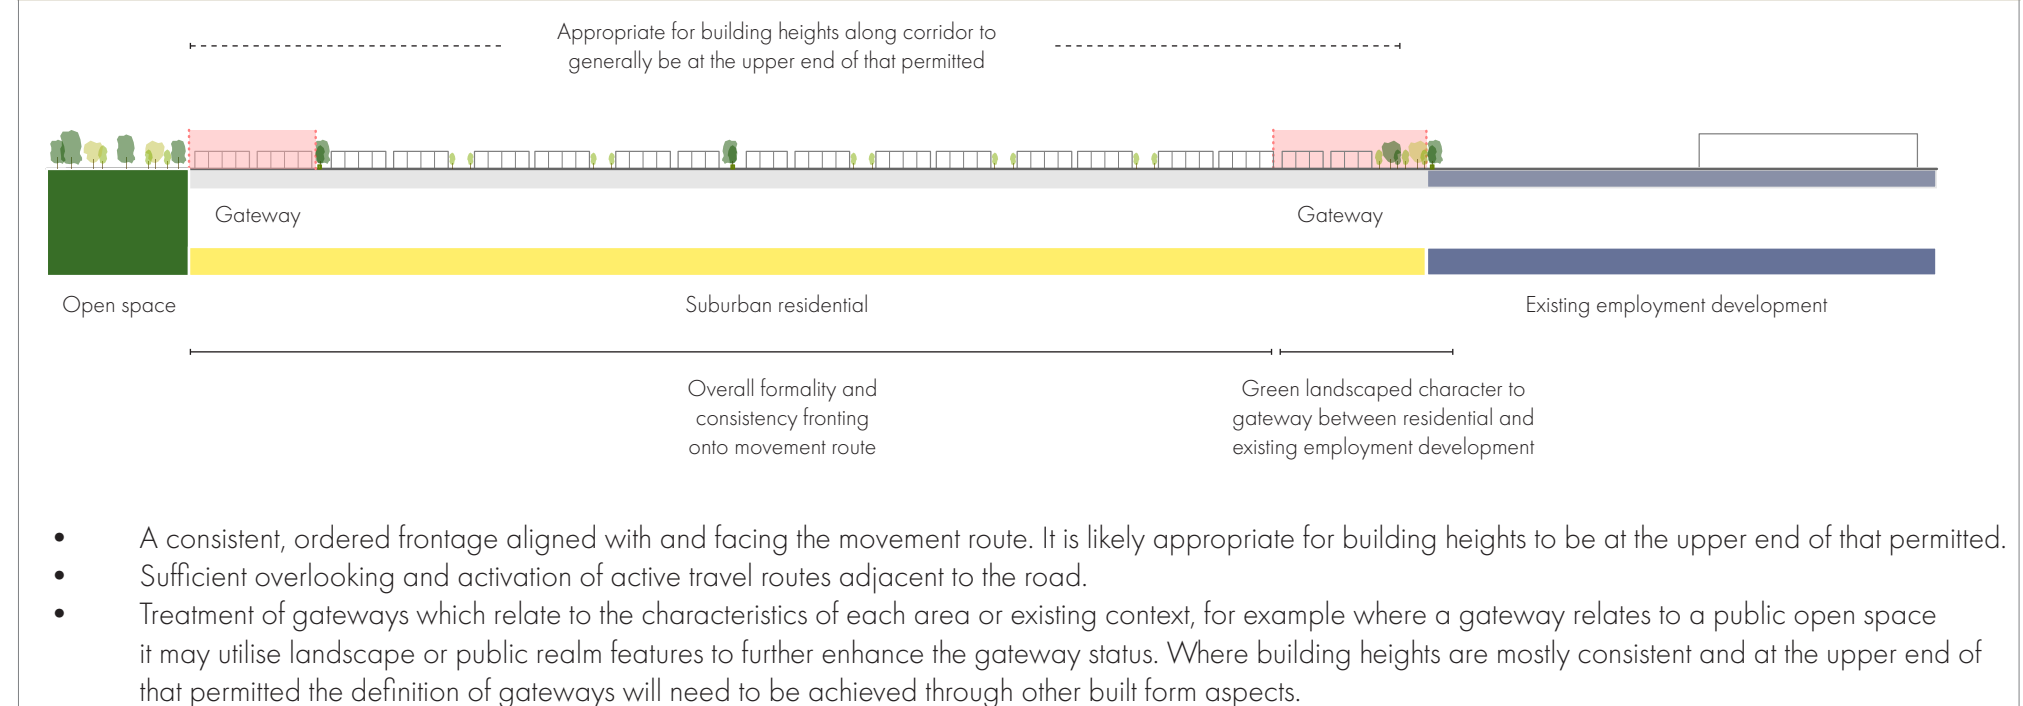 Appropriate for building heights along corridor to
generally be at the upper end of that permitted
Gateway
Gateway
Open space
Suburban residential
Existing employment development
Overall formality and
consistency fronting
onto movement route
Green landscaped character to
gateway between residential and
existing employment development
• A consistent, ordered frontage aligned with and facing the movement route. It is likely appropriate for building heights to be at the upper end of that permitted.
• Sufficient overlooking and activation of active travel routes adjacent to the road.
• Treatment of gateways which relate to the characteristics of each area or existing context, for example where a gateway relates to a public open space
it may utilise landscape or public realm features to further enhance the gateway status. Where building heights are mostly consistent and at the upper end of
that permitted the definition of gateways will need to be achieved through other built form aspects.